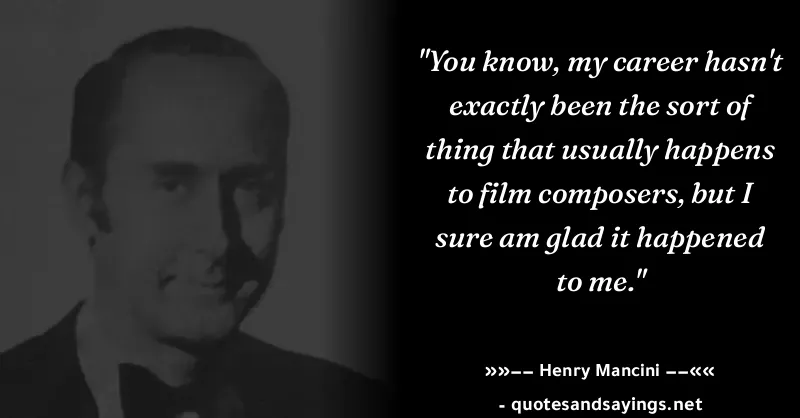 "You know, my career hasn't
exactly been the sort of
thing that usually happens
to film composers, but I
sure am glad it happened
to me."
»»−− Henry Mancini −−««
- quotesandsayings.net